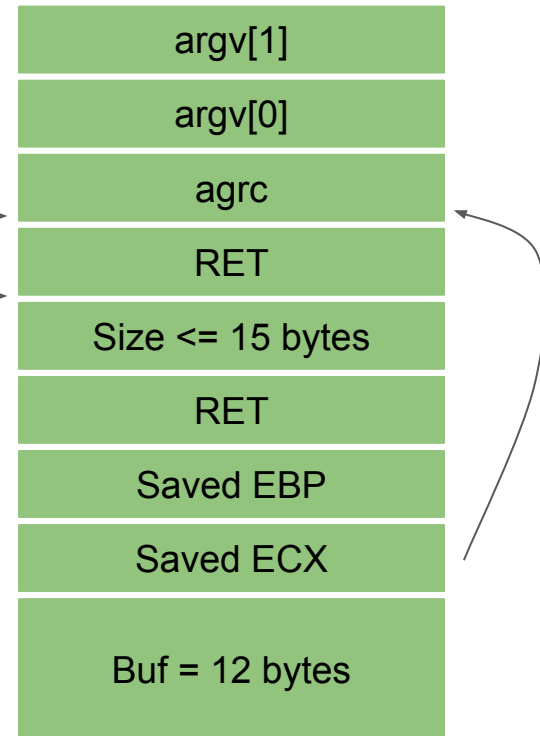 argv[1]
argv[0]
agrc
RET
Size <= 15 bytes
RET
Saved EBP
Saved ECX
Buf = 12 bytes